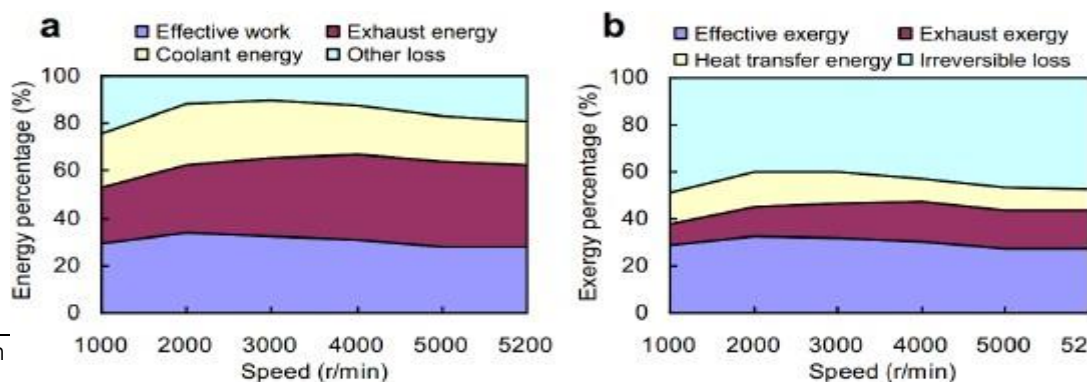 a
Effective work
Exhaust energy
Coolant energy
Other loss
Energy percentage (%)
100
80
60
40
20
0
1000 2000 3000 4000 5000 5200
Speed (r/min)
b
Effective exergy
Exhaust exergy
Heat transfer energy
Irreversible loss
Exergy percentage (%)
100
80
60
40
20
0
1000 2000 3000 4000 5000
Speed (r/min)